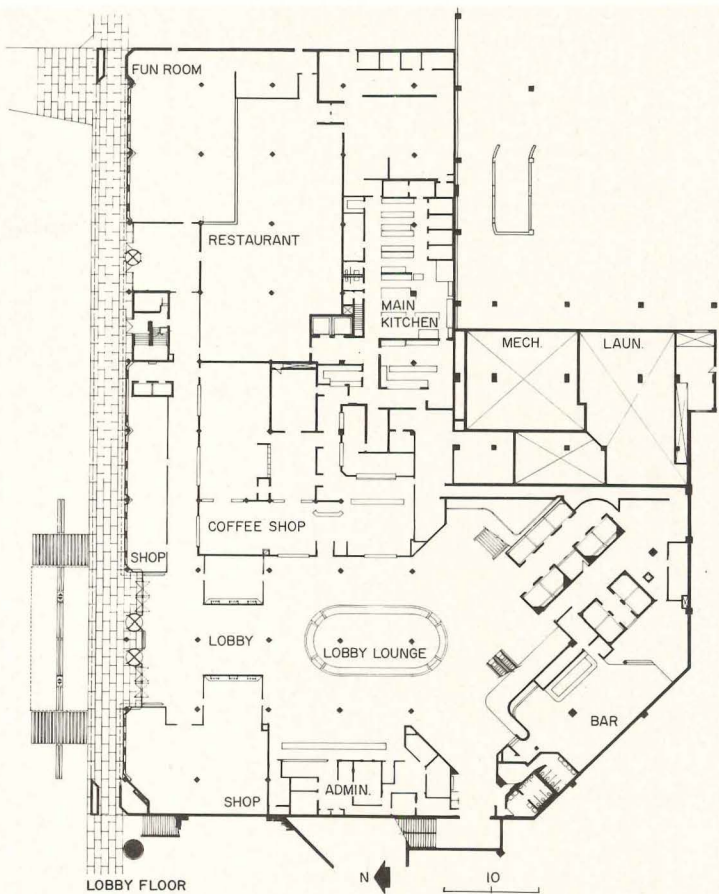 FUN ROOM
RESTAURANT
MAIN
KITCHEN
MECH.
LAUN.
COFFEE SHOP
SHOP
LOBBY
LOBBY LOUNGE
BAR
ADMIN.
SHOP
LOBBY FLOOR
N
10